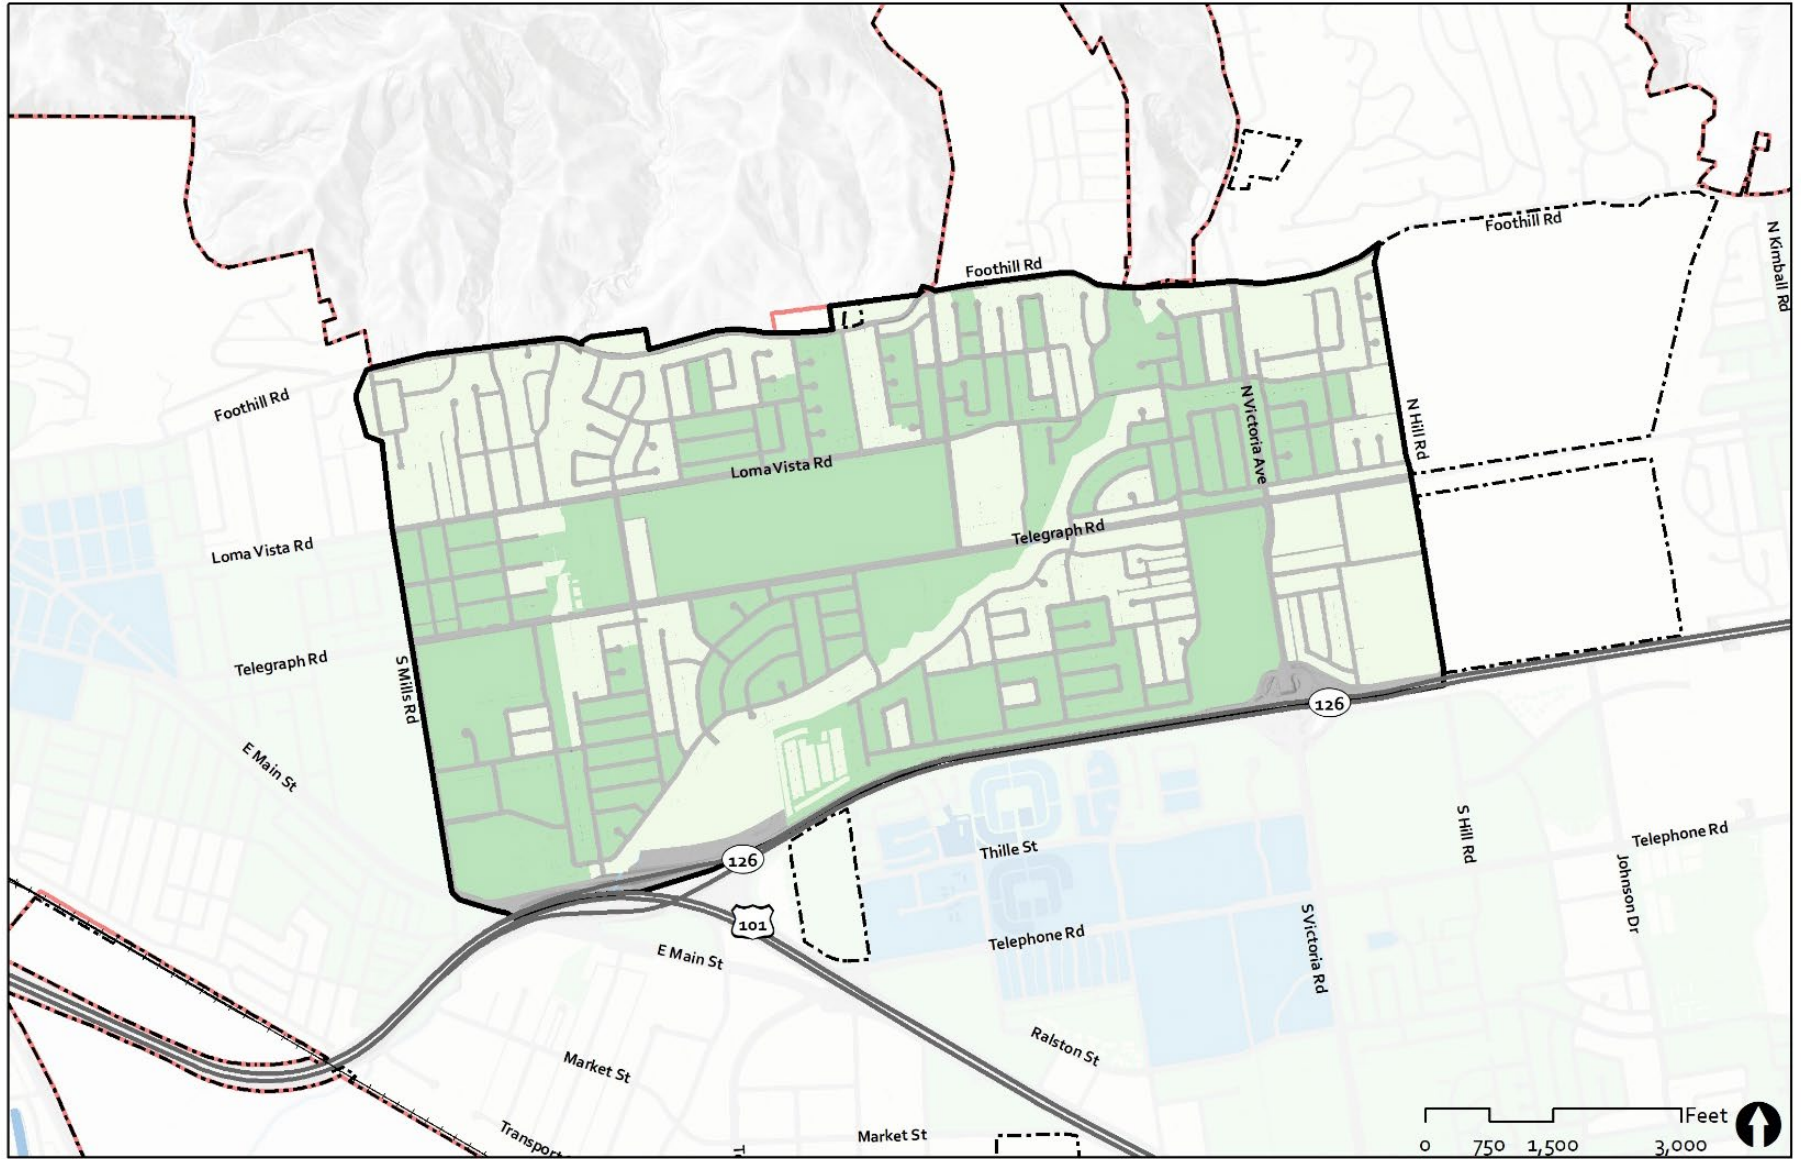 Foothill Rd
N Kimball Rd
Foothill Rd
Foothill Rd
N Victoria Ave
N Hill Rd
Loma Vista Rd
Telegraph Rd
Loma Vista Rd
Telegraph Rd
S Mills Rd
126
E Main St
S Hill Rd
Telephone Rd
Thille St
Johnson Dr
126
101
Telephone Rd
S Victoria Rd
E Main St
Ralston St
Market St
Market St
Transport
Feet
0 750 1,500 3,000